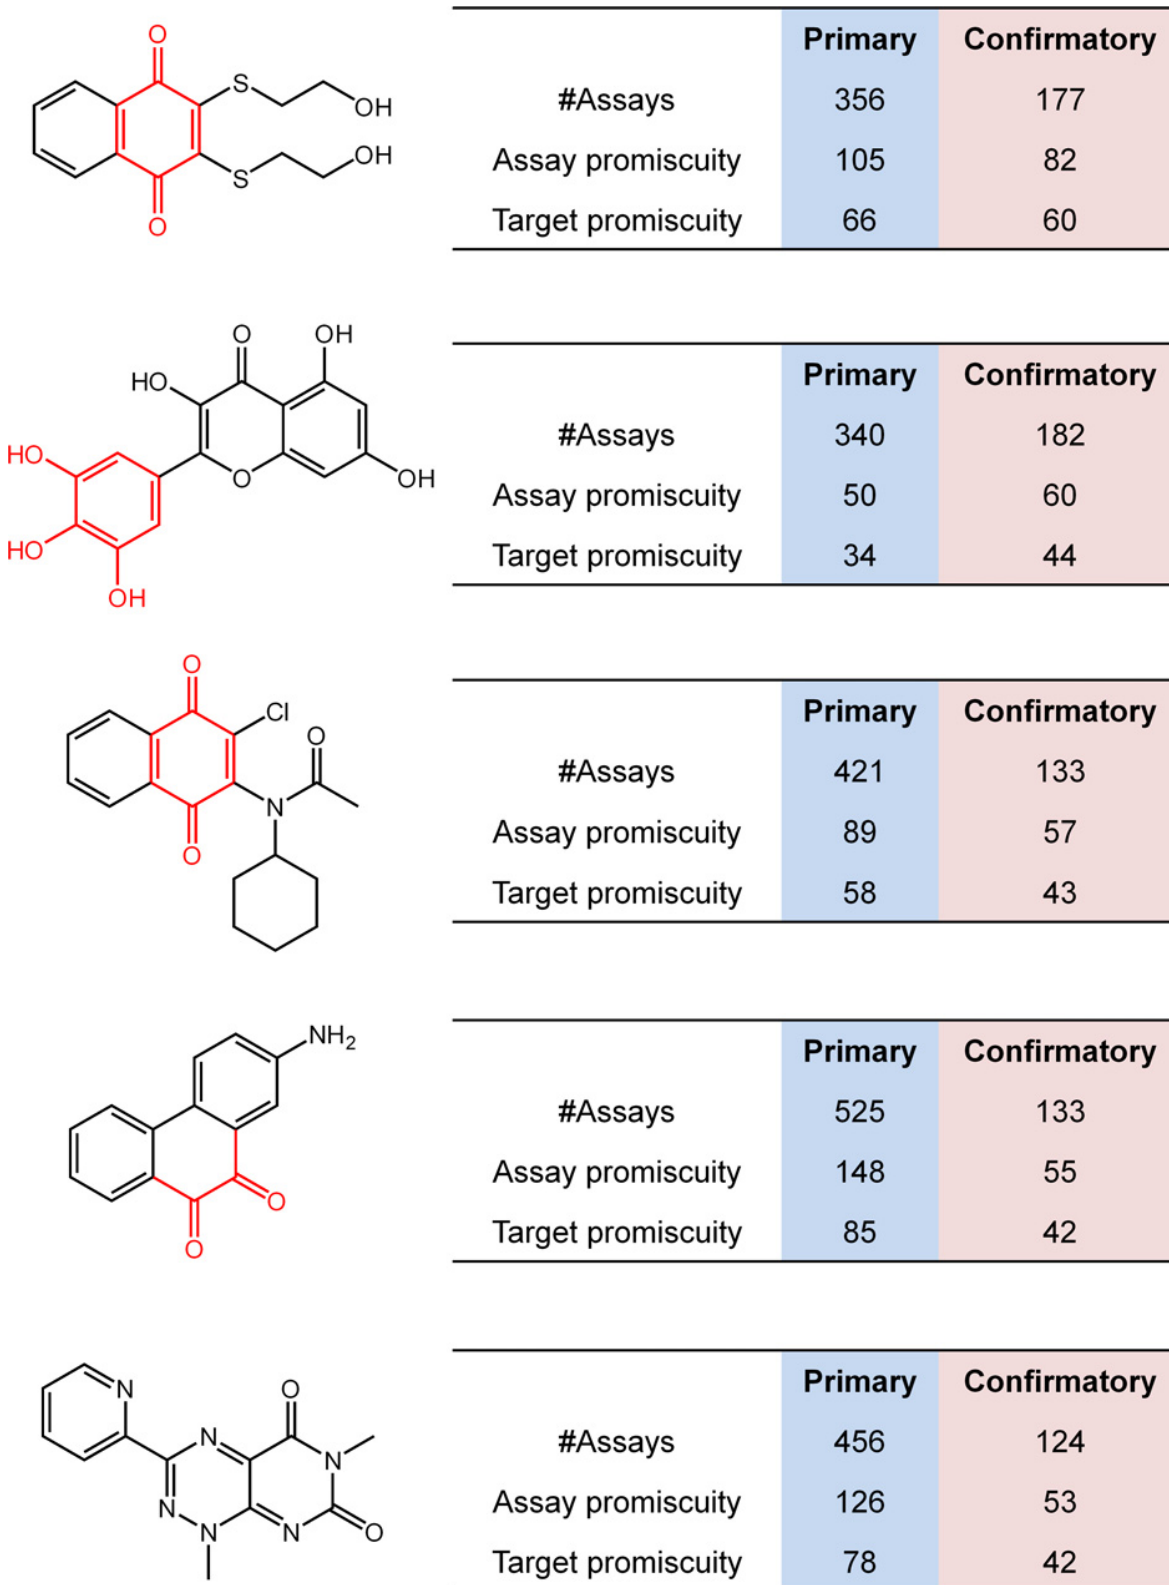 Primary Confirmatory
#Assays 356 177
Assay promiscuity 105 82
Target promiscuity 66 60
O
S
OH
OH
S
O
Primary Confirmatory
#Assays 340 182
Assay promiscuity 50 60
Target promiscuity 34 44
O OH
HO
HO
O OH
HO
OH
Primary Confirmatory
#Assays 421 133
Assay promiscuity 89 57
Target promiscuity 58 43
O
Cl
O
N
O
Primary Confirmatory
#Assays 525 133
Assay promiscuity 148 55
Target promiscuity 85 42
NH2
O
O
Primary Confirmatory
#Assays 456 124
Assay promiscuity 126 53
Target promiscuity 78 42
N O
N
N
N
N N O